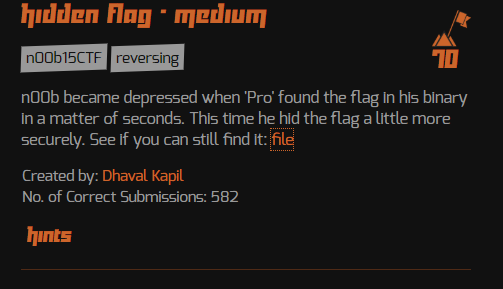 hidden flag - medium
70
n00b15CTF reversing
n00b became depressed when 'Pro' found the flag in his binary
in a matter of seconds. This time he hid the flag a little more
securely. See if you can still find it: file
Created by: Dhaval Kapil
No. of Correct Submissions: 582
hints